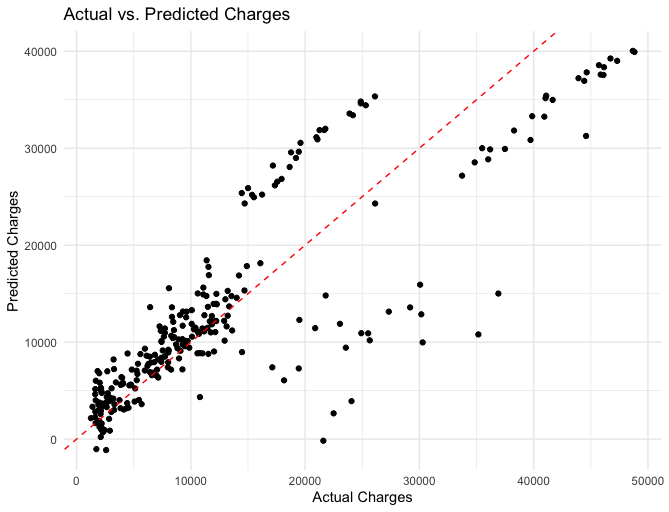 Actual vs. Predicted Charges
Predicted Charges
40000
30000
20000
10000
0
0 10000 20000 30000 40000 50000
Actual Charges